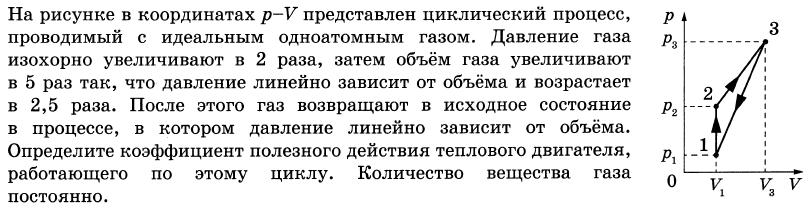 На рисунке в координатах p–V представлен циклический процесс,
проводимый с идеальным одноатомным газом. Давление газа
изохорно увеличивают в 2 раза, затем объём газа увеличивают
в 5 раз так, что давление линейно зависит от объёма и возрастает
в 2,5 раза. После этого газ возвращают в исходное состояние
в процессе, в котором давление линейно зависит от объёма.
Определите коэффициент полезного действия теплового двигателя,
работающего по этому циклу. Количество вещества газа
постоянно.
p
3
p₃
2
p₂
1
p₁
0
V₁
V₃
V